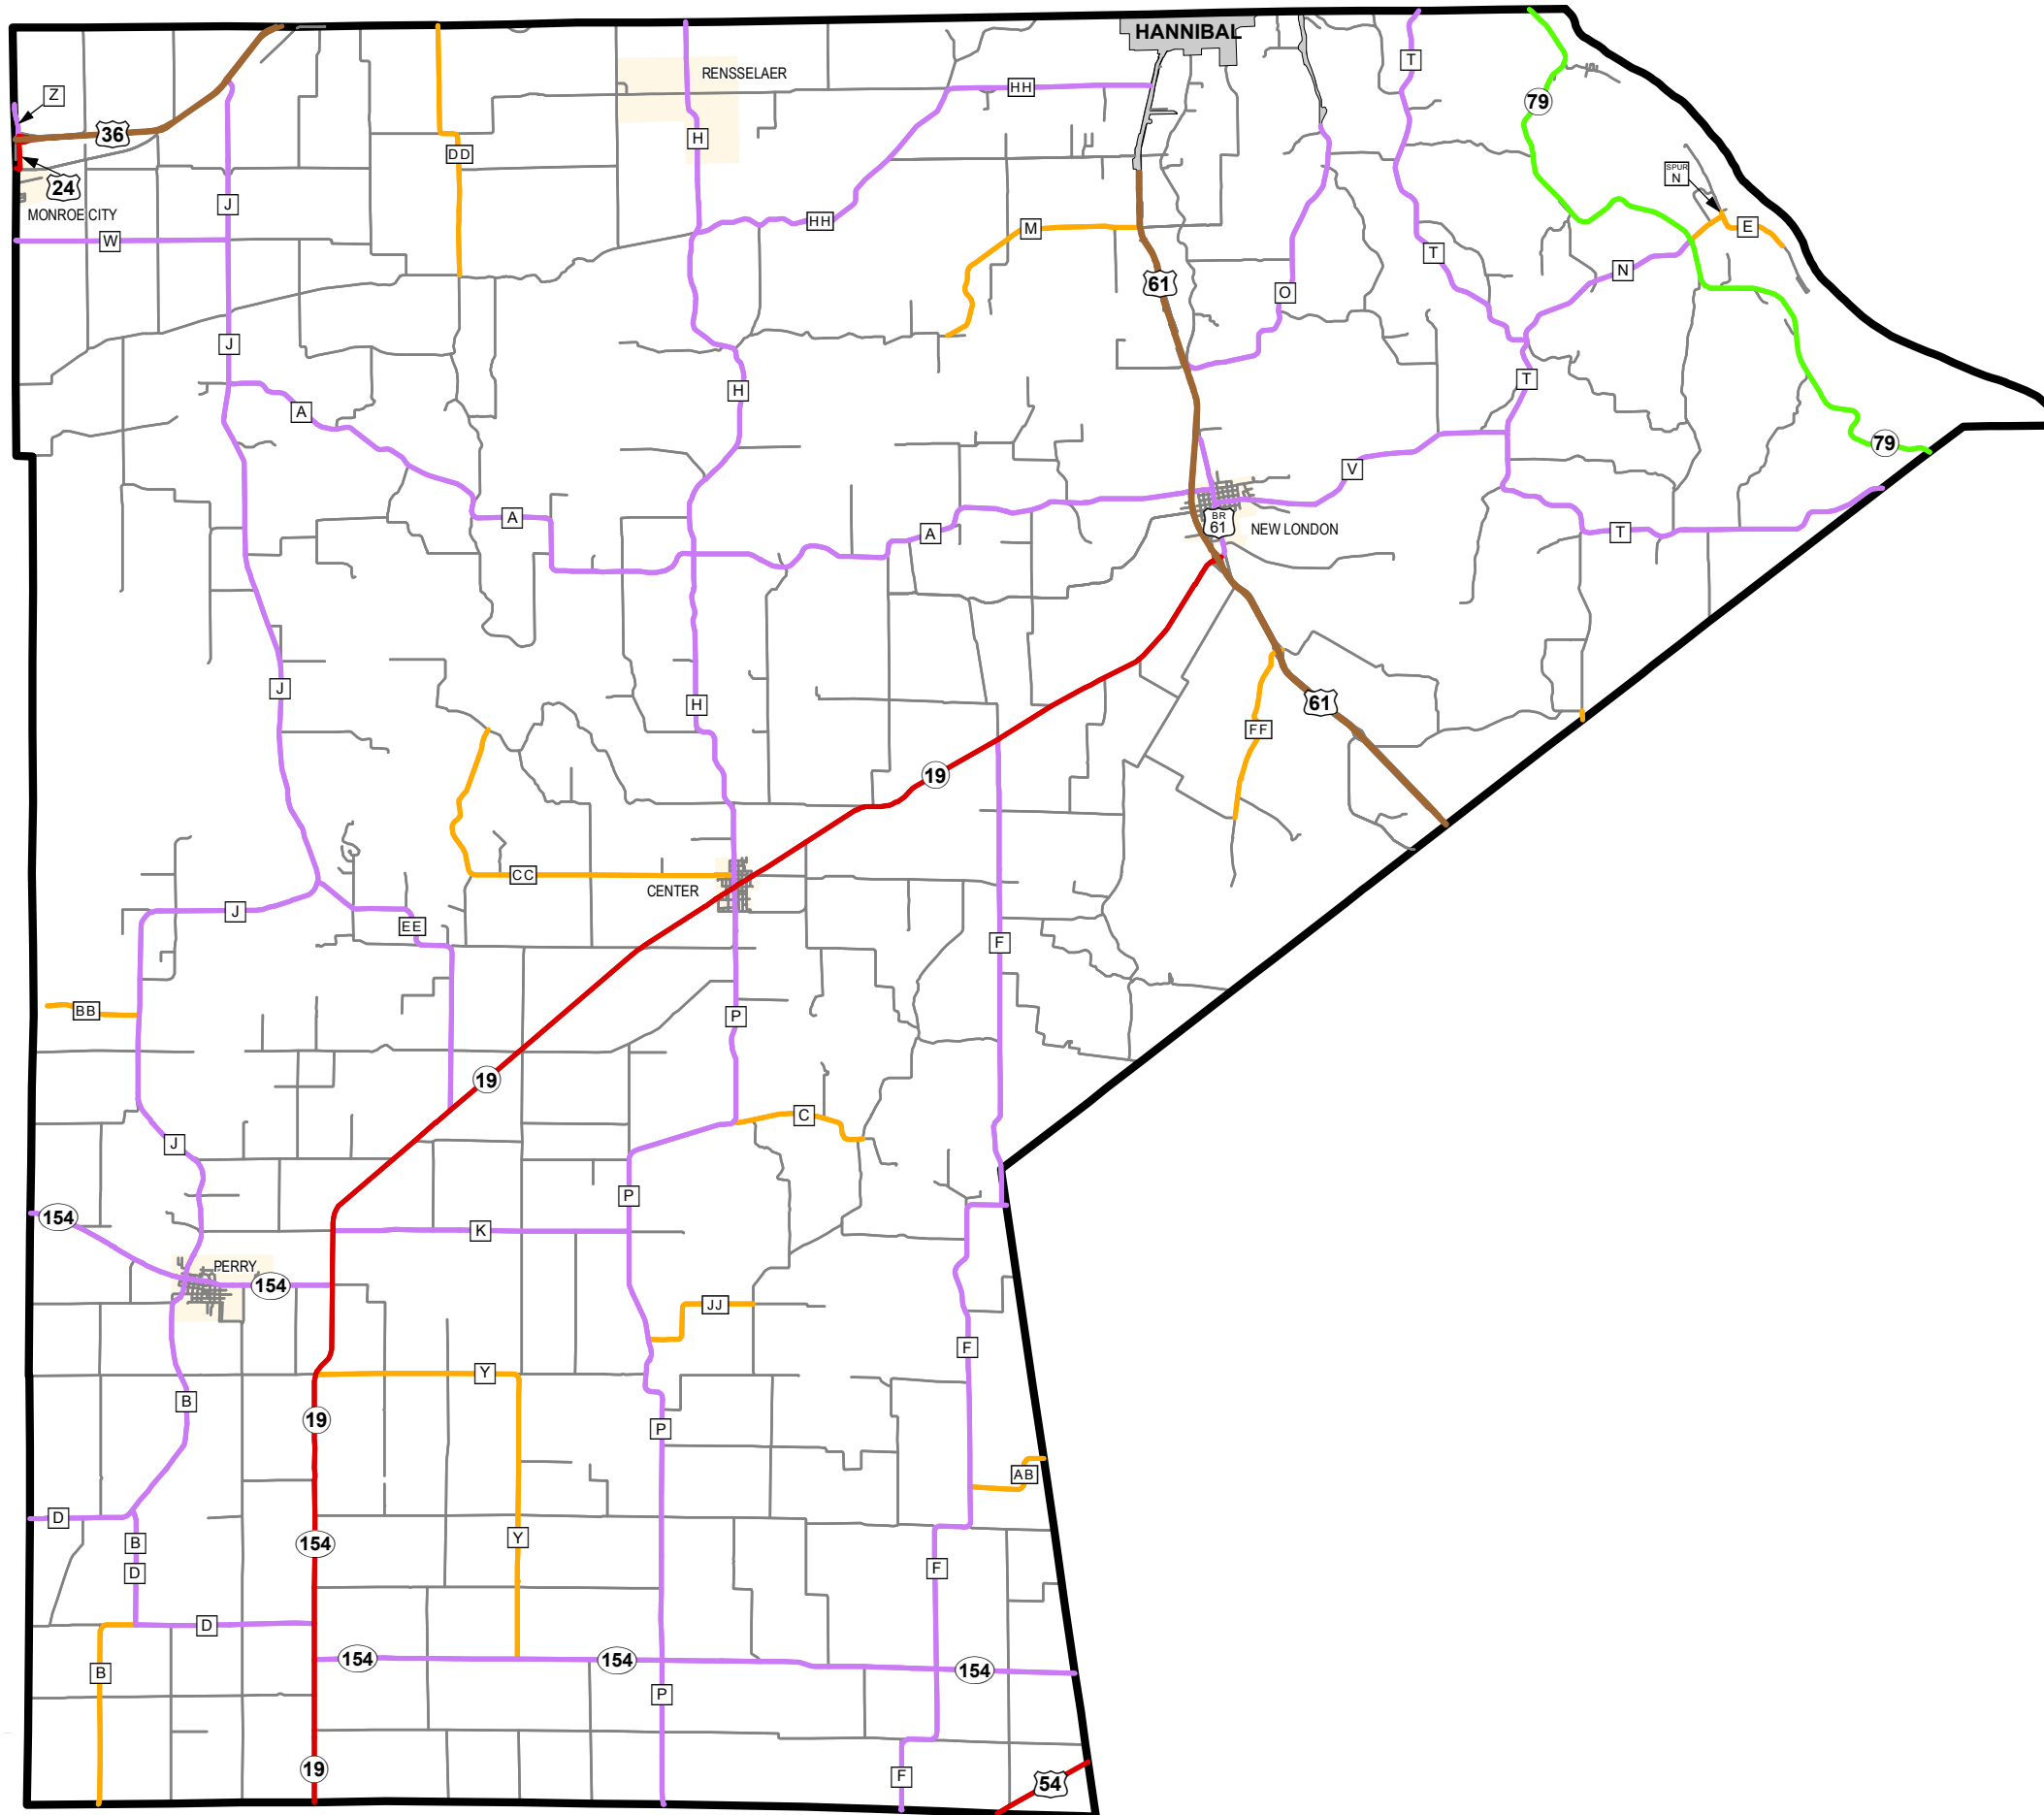 HANNIBAL
T
RENSSELAER
HH
Z
79
36
H
DD
SPUR
N
24
MONROE CITY
J
HH
M
E
W
T
N
61
O
J
T
H
A
79
V
A
BR
61
NEW LONDON
A
T
J
H
61
FF
19
CC
CENTER
J
EE
F
BB
P
19
C
J
P
154
K
PERRY
154
JJ
F
Y
B
19
P
AB
D
B
154
Y
D
F
D
154
154
154
B
P
19
F
54